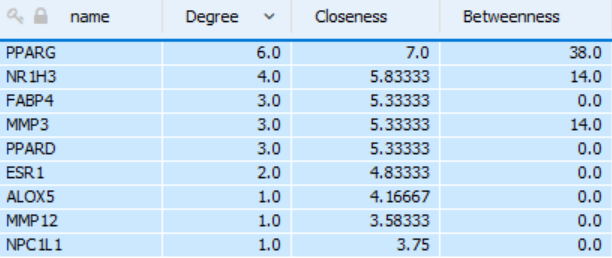 name Degree Closeness Betweenness
PPARG 6.0 7.0 38.0
NR1H3 4.0 5.83333 14.0
FABP4 3.0 5.33333 0.0
MMP3 3.0 5.33333 14.0
PPARD 3.0 5.33333 0.0
ESR1 2.0 4.83333 0.0
ALOX5 1.0 4.16667 0.0
MMP12 1.0 3.58333 0.0
NPC1L1 1.0 3.75 0.0